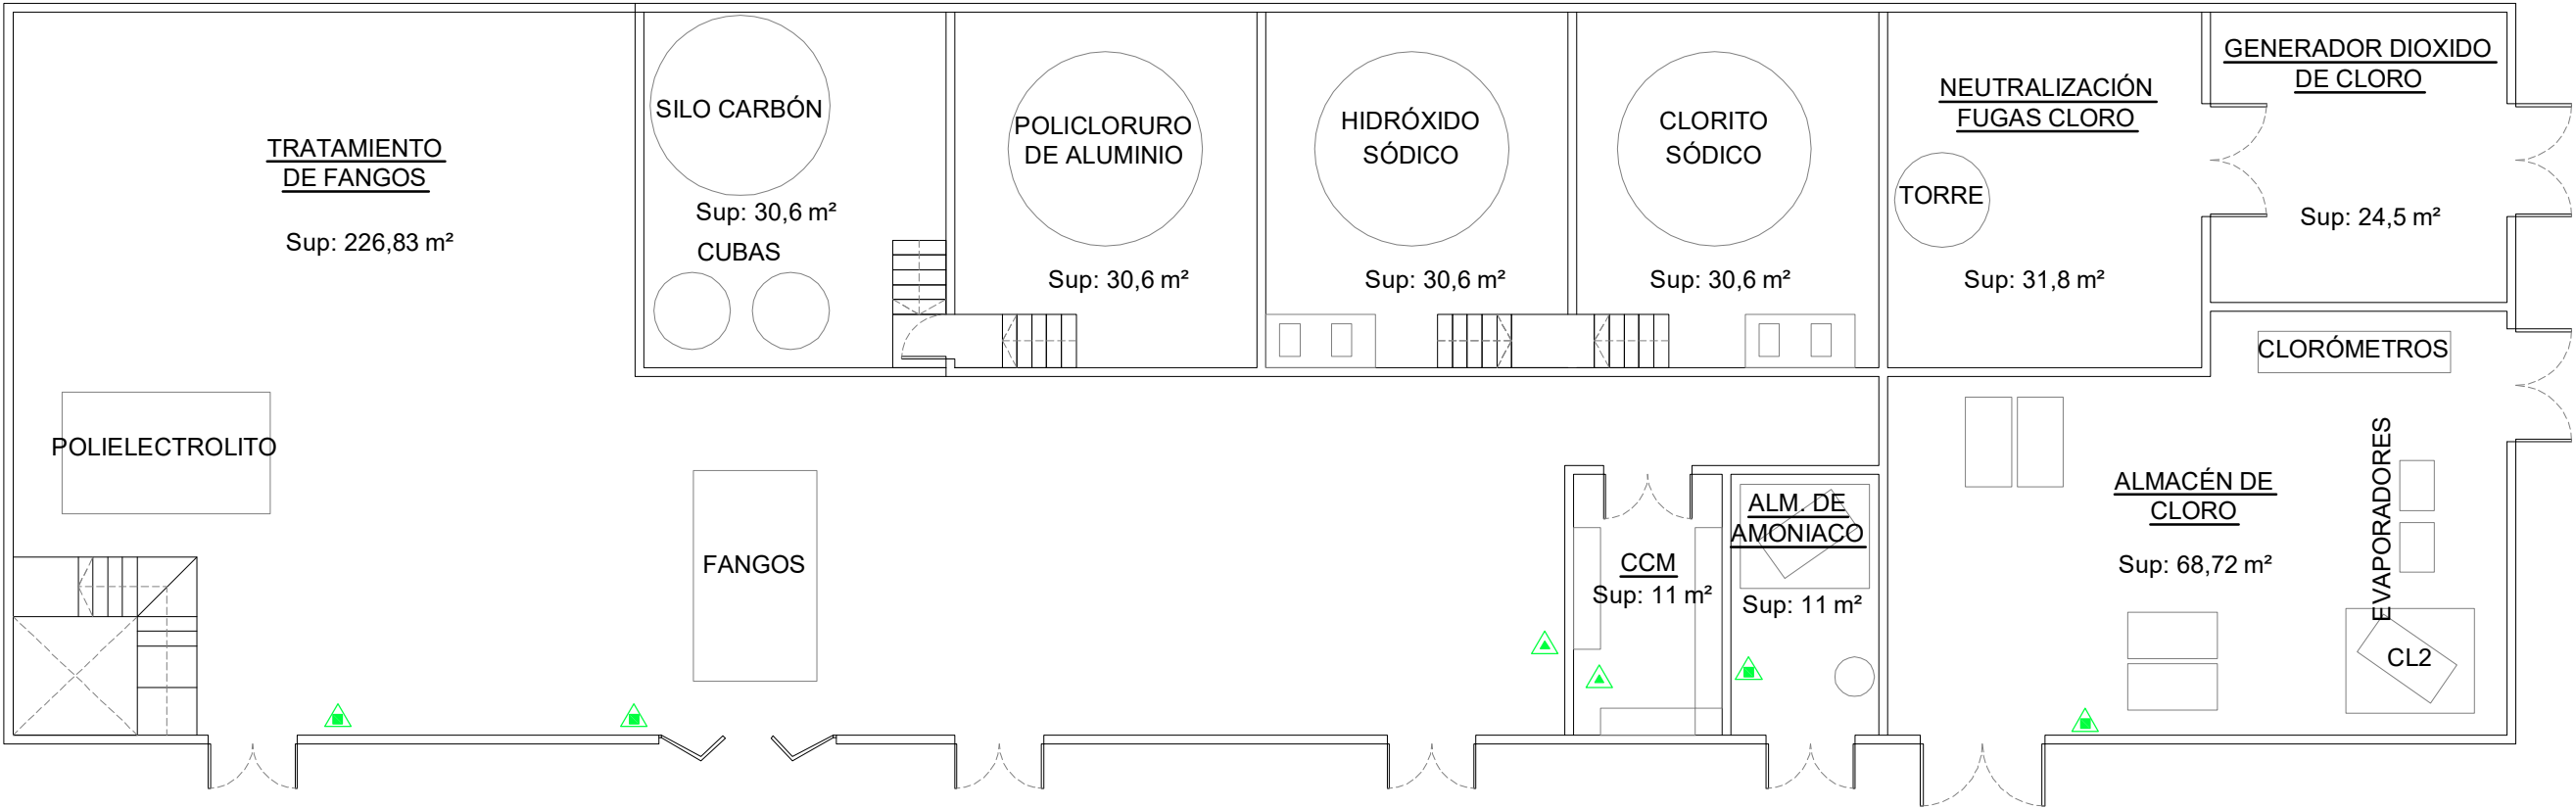 TRATAMIENTO
DE FANGOS
Sup: 226,83 m²
POLIELECTROLITO
FANGOS
SILO CARBÓN
Sup: 30,6 m²
CUBAS
POLICLORURO
DE ALUMINIO
Sup: 30,6 m²
HIDRÓXIDO
SÓDICO
Sup: 30,6 m²
CLORITO
SÓDICO
Sup: 30,6 m²
NEUTRALIZACIÓN
FUGAS CLORO
TORRE
Sup: 31,8 m²
GENERADOR DIOXIDO
DE CLORO
Sup: 24,5 m²
CLORÓMETROS
CCM
Sup: 11 m²
ALM. DE
AMONIACO
Sup: 11 m²
ALMACÉN DE
CLORO
Sup: 68,72 m²
EVAPORADORES
CL2